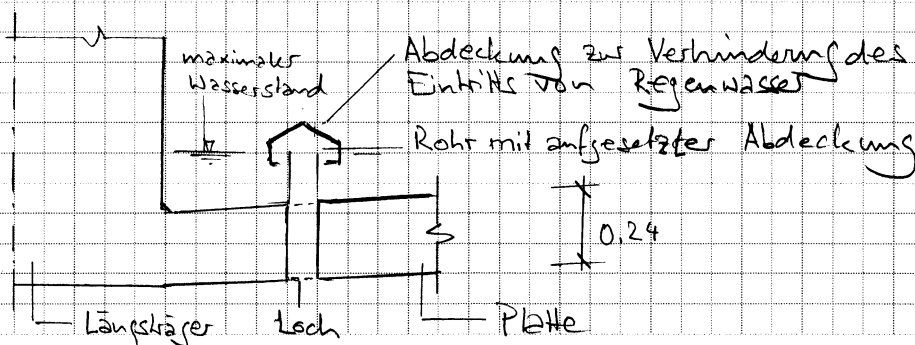 maximaler
Wasserstand
Abdeckung zur Verhinderung des
Eintritts von Regenwasser
Rohr mit aufgesetzter Abdeckung
0.24
Längsträger
Loch
Platte